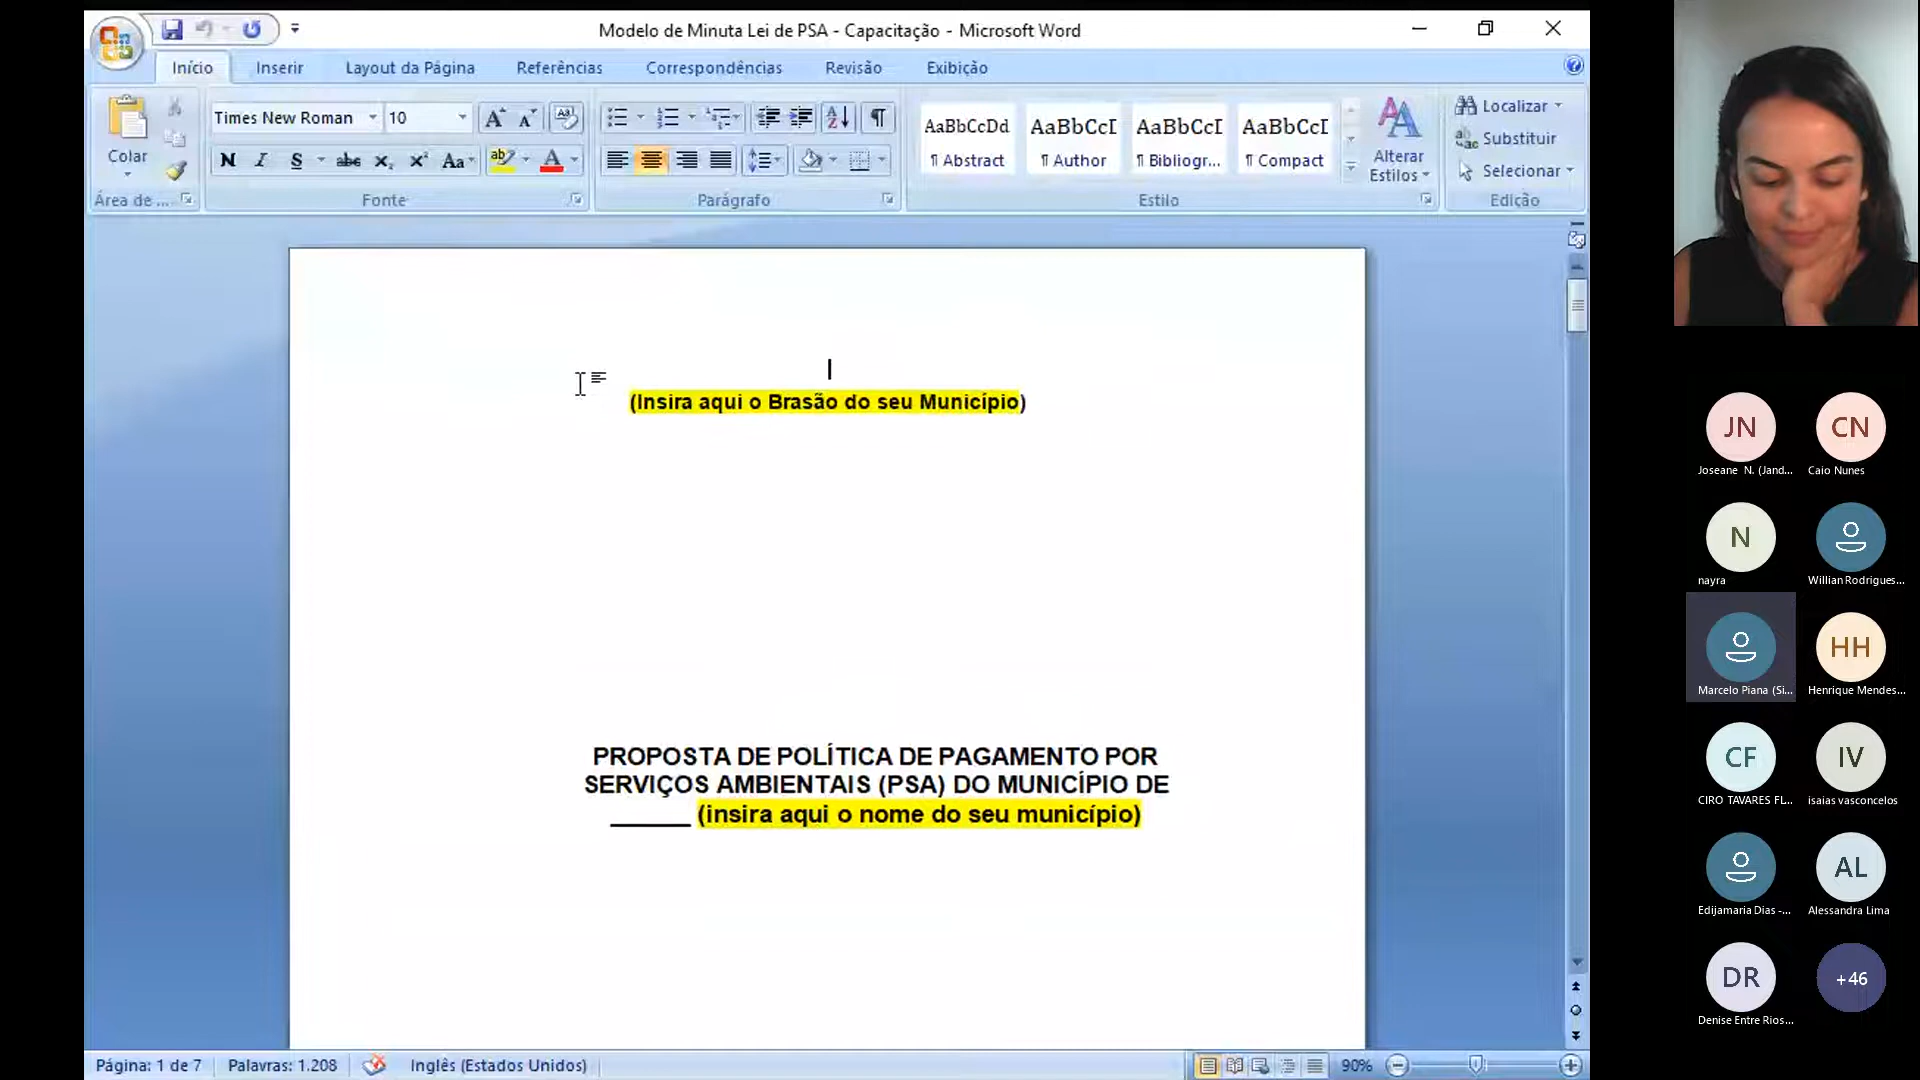 Modelo de Minuta Lei de PSA - Capacitação - Microsoft Word
Início Inserir Layout da Página Referências Correspondências Revisão Exibição
Colar
Área de ...
Times New Roman 10
N I S abc x₂ x² Aa
Fonte
Parágrafo
AaBbCcDd AaBbCcI AaBbCcI AaBbCcI
¶ Abstract ¶ Author ¶ Bibliogr... ¶ Compact
Alterar
Estilos
Estilo
Localizar
Substituir
Selecionar
Edição
(Insira aqui o Brasão do seu Município)
PROPOSTA DE POLÍTICA DE PAGAMENTO POR
SERVIÇOS AMBIENTAIS (PSA) DO MUNICÍPIO DE
______ (insira aqui o nome do seu município)
Página: 1 de 7 Palavras: 1.208 Inglês (Estados Unidos) 90%
JN CN
Joseane N. (Jand... Caio Nunes
N
nayra Willian Rodrigues...
HH
Marcelo Piana (Si... Henrique Mendes...
CF IV
CIRO TAVARES FL... isaias vasconcelos
AL
Edijamaria Dias -... Alessandra Lima
DR +46
Denise Entre Rios...